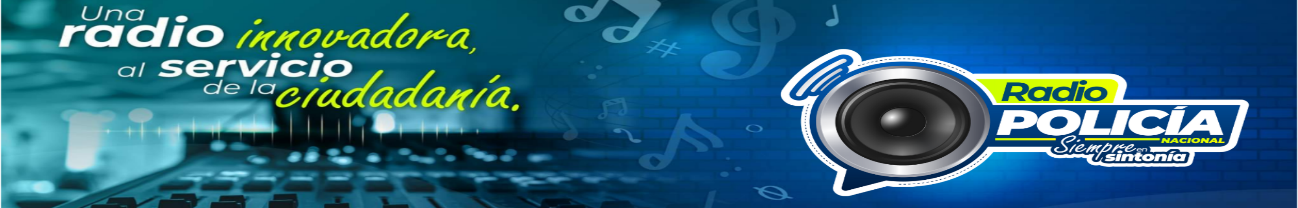 Una
radio innovadora,
al servicio
de la ciudadanía.
Radio
POLICÍA
NACIONAL
Siempre en
sintonía